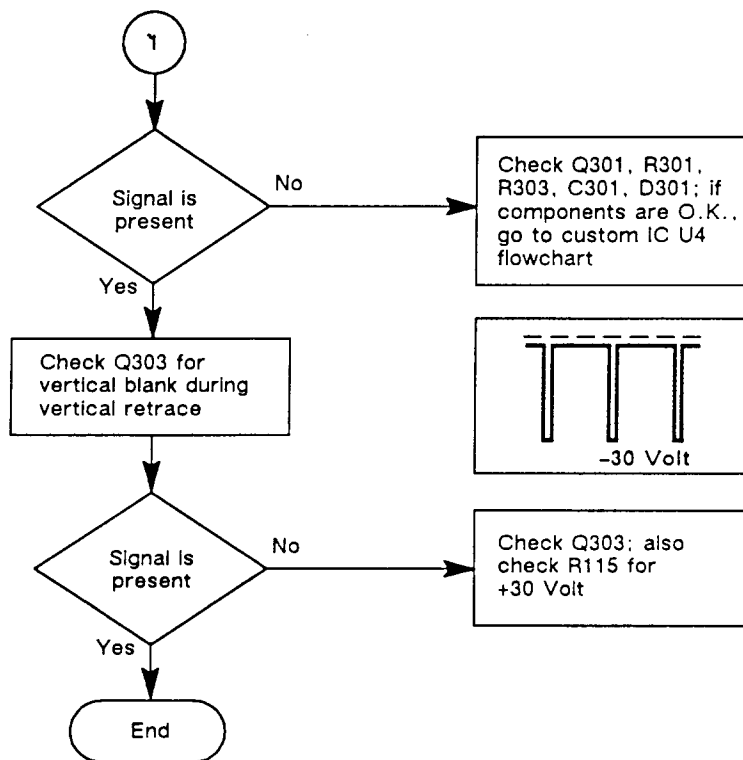 1
Signal is
present
No
Check Q301, R301,
R303, C301, D301; if
components are O.K.,
go to custom IC U4
flowchart
Yes
Check Q303 for
vertical blank during
vertical retrace
-30 Volt
Signal is
present
No
Check Q303; also
check R115 for
+30 Volt
Yes
End